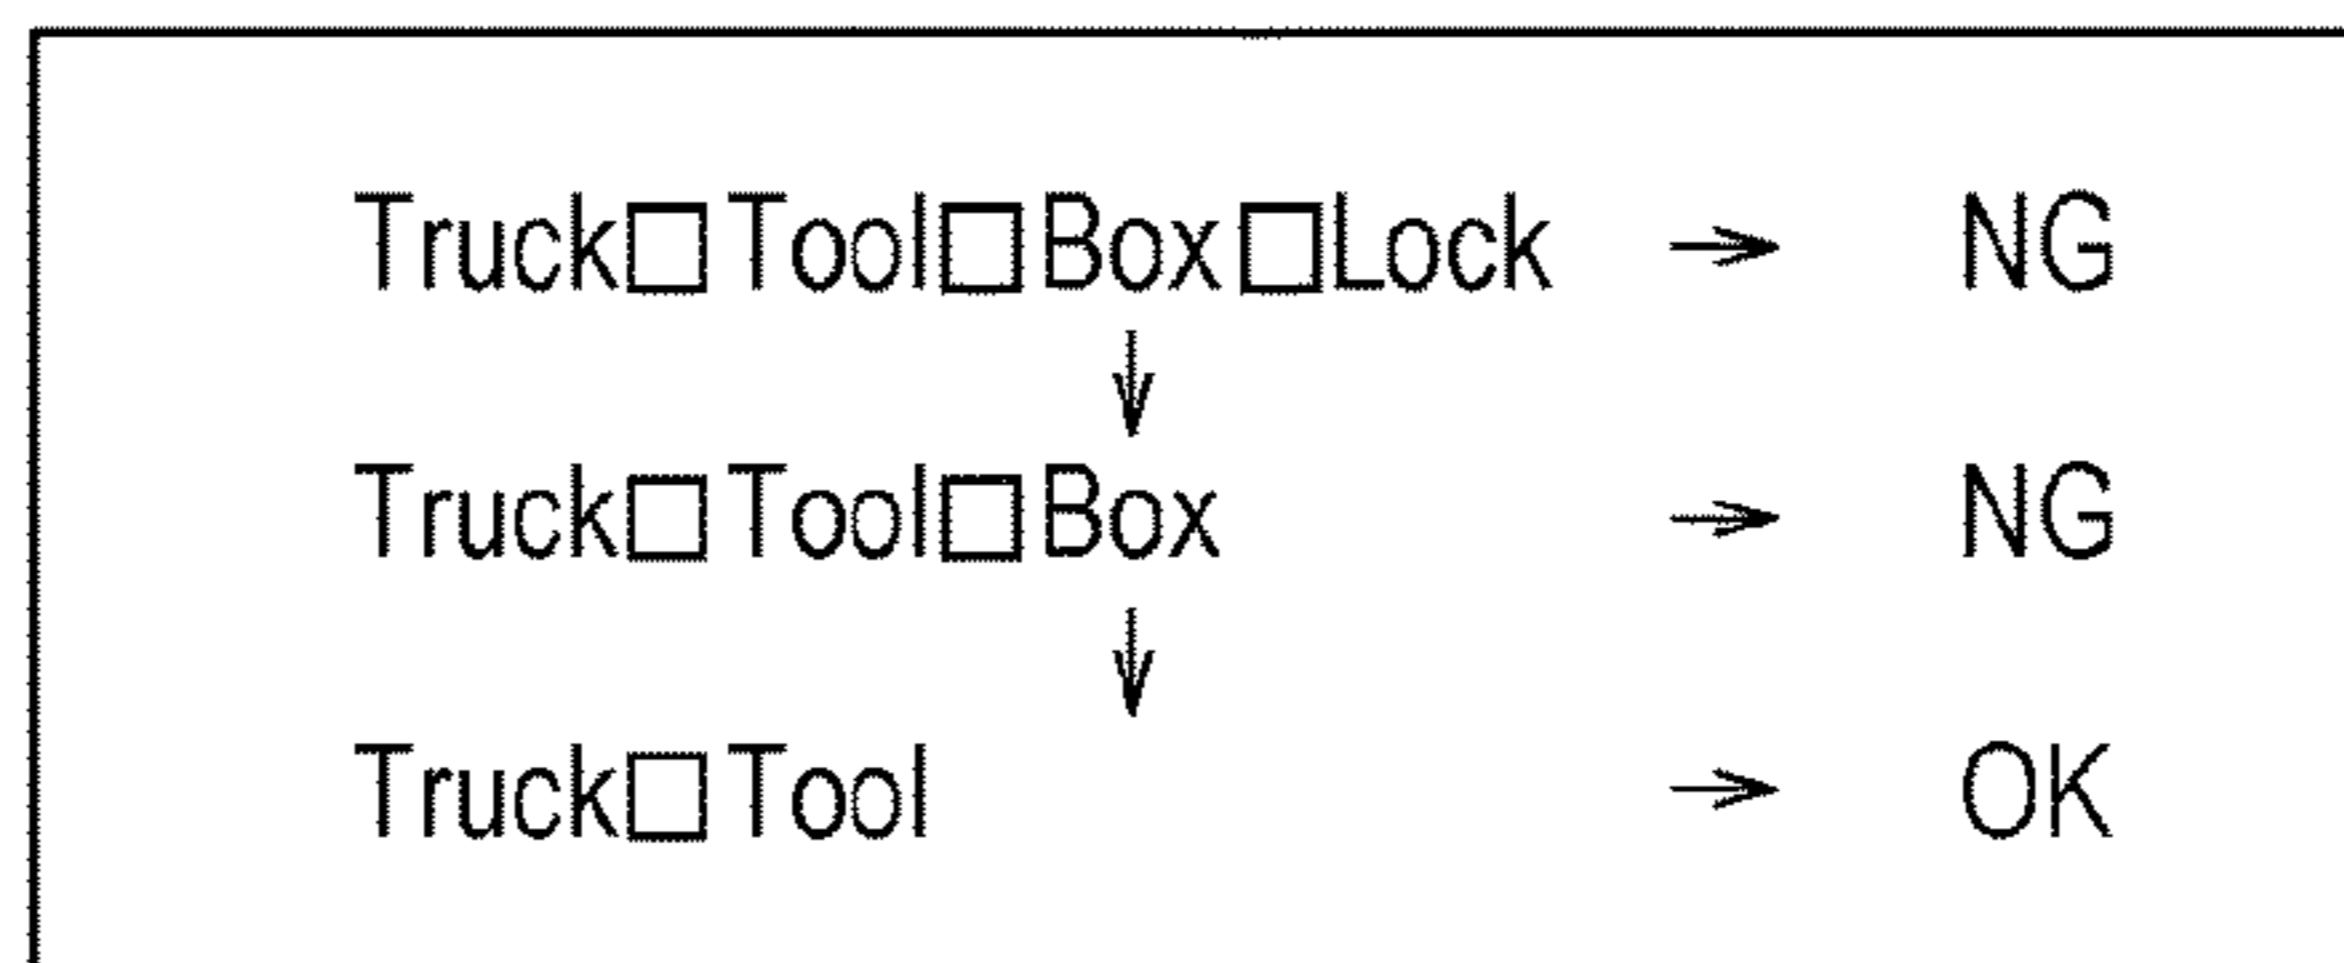 Truck□Tool□Box□Lock → NG
↓
Truck□Tool□Box → NG
↓
Truck□Tool → OK